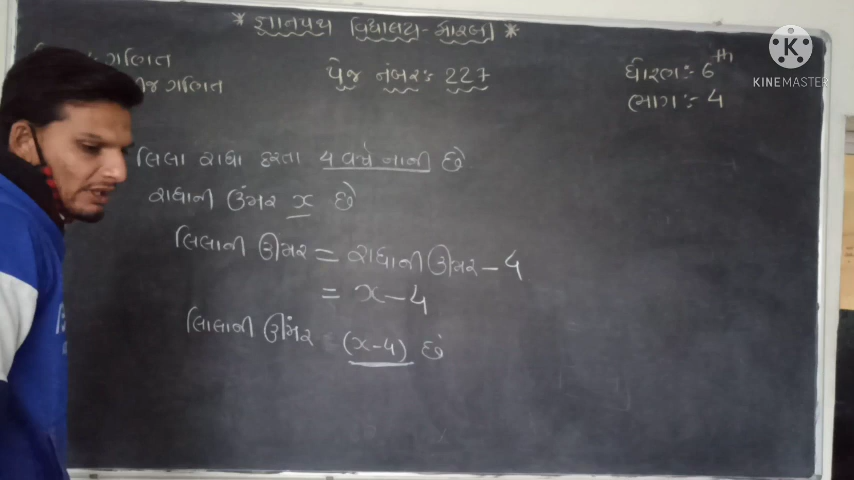 * જ્ઞાનપથ વિદ્યાલય - મોરબી *
ગણિત
પેજ નંબર :- 227
ધોરણ :- 6th
KINEMASTER
જ ગણિત
ભાગ :- 4
લિલા રાધા કરતા 4 વર્ષ નાની છે
રાધાની ઉંમર x છે
લિલાની ઊંમર = રાધાની ઊંમર - 4
= x - 4
લિલાની ઊંમર (x - 4) છે